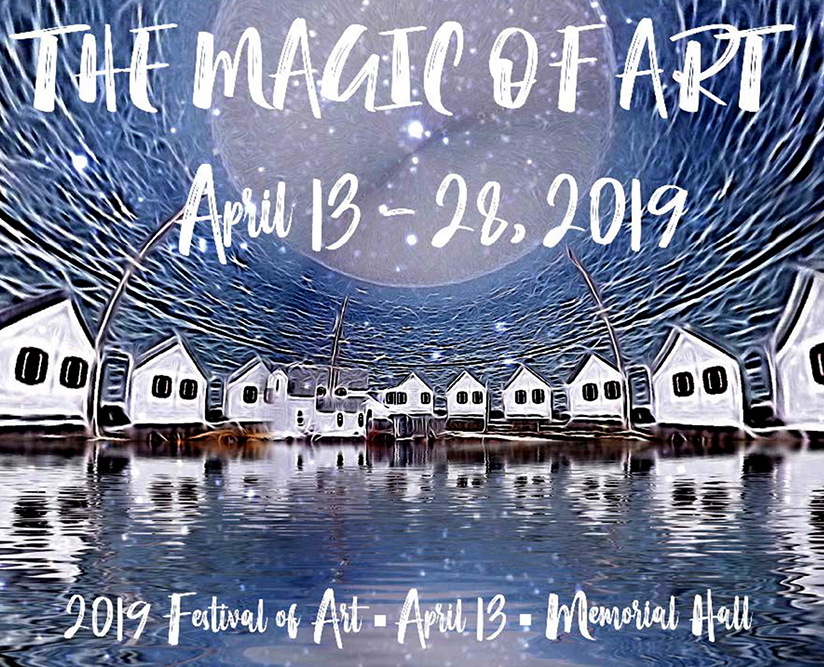 THE MAGIC OF ART
April 13 - 28, 2019
2019 Festival of Art ▪ April 13 ▪ Memorial Hall